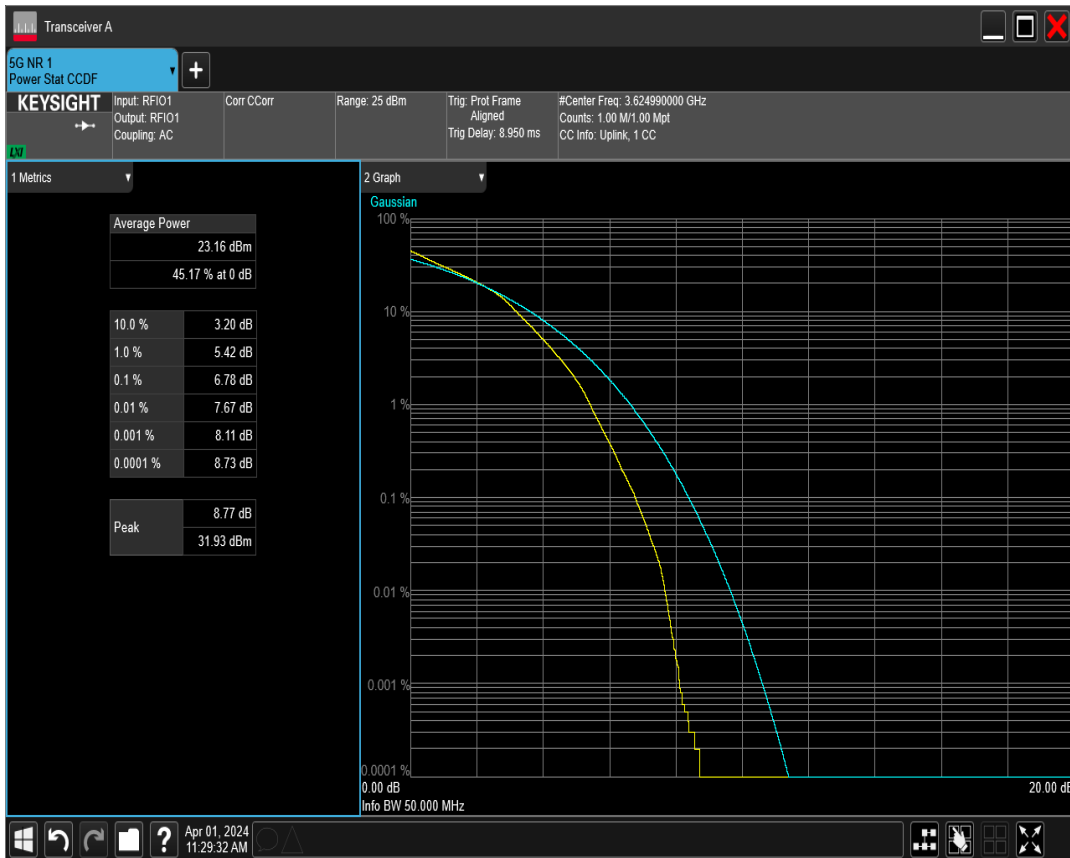 Transceiver A
5G NR 1
Power Stat CCDF
+
KEYSIGHT
LXI
Input: RFIO1
Output: RFIO1
Coupling: AC
Corr CCorr
Range: 25 dBm
Trig: Prot Frame
Aligned
Trig Delay: 8.950 ms
#Center Freq: 3.624990000 GHz
Counts: 1.00 M/1.00 Mpt
CC Info: Uplink, 1 CC
1 Metrics
Average Power
23.16 dBm
45.17 % at 0 dB
10.0 % 3.20 dB
1.0 % 5.42 dB
0.1 % 6.78 dB
0.01 % 7.67 dB
0.001 % 8.11 dB
0.0001 % 8.73 dB
Peak
8.77 dB
31.93 dBm
2 Graph
Gaussian
100 %
10 %
1 %
0.1 %
0.01 %
0.001 %
0.0001 %
0.00 dB 20.00 dB
Info BW 50.000 MHz
?
Apr 01, 2024
11:29:32 AM